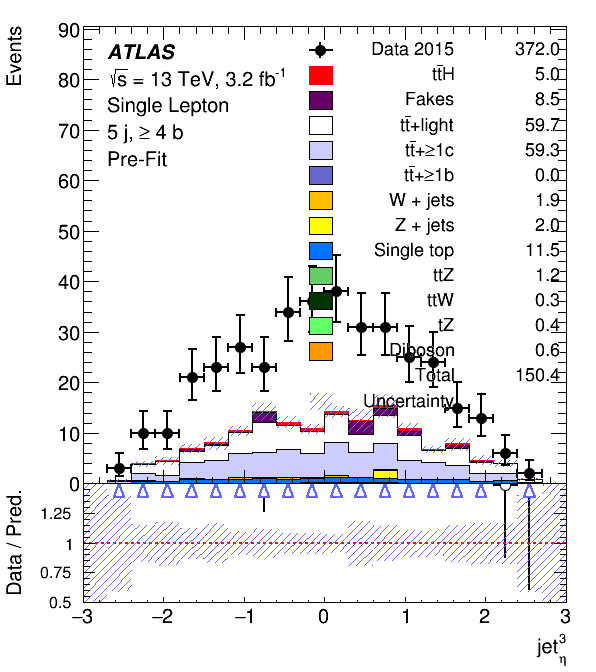 Events
90
80
70
60
50
40
30
20
10
0
ATLAS
√s = 13 TeV, 3.2 fb⁻¹
Single Lepton
5 j, ≥ 4 b
Pre-Fit
Data 2015 372.0
tt̄H 5.0
Fakes 8.5
tt̄+light 59.7
tt̄+≥1c 59.3
tt̄+≥1b 0.0
W + jets 1.9
Z + jets 2.0
Single top 11.5
ttZ 1.2
ttW 0.3
tZ 0.4
Diboson 0.6
Total 150.4
Uncertainty
Data / Pred.
1.25
1
0.75
0.5
−3 −2 −1 0 1 2 3
jet³η